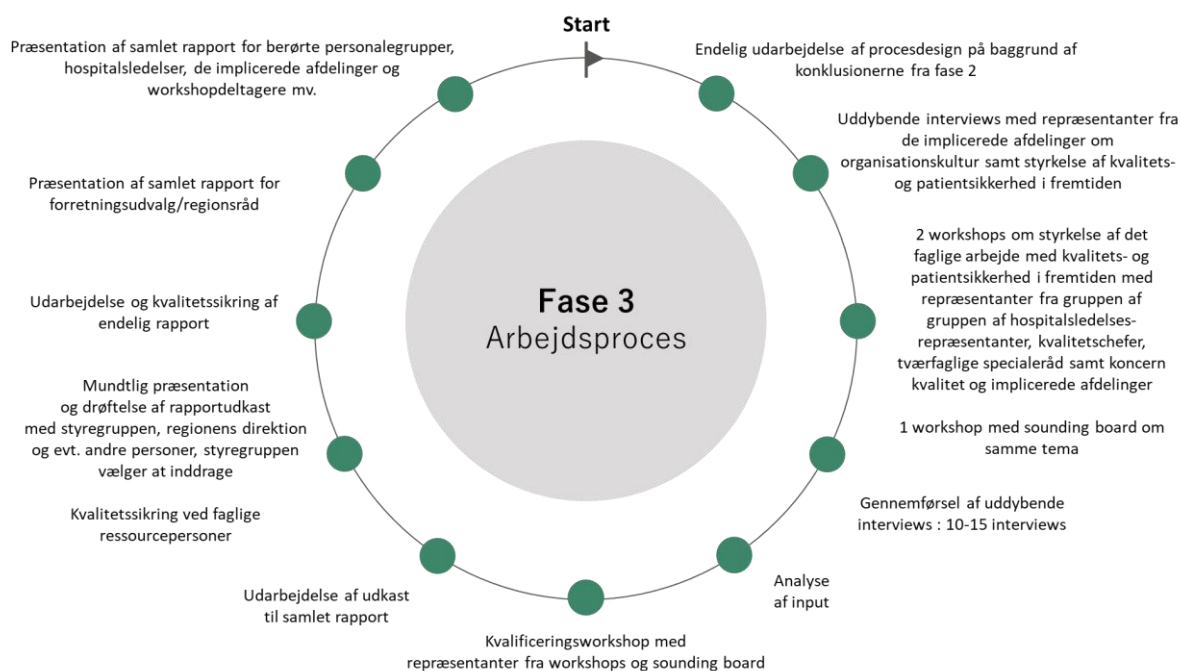 Start
Endelig udarbejdelse af procesdesign på baggrund af
konklusionerne fra fase 2
Uddybende interviews med repræsentanter fra
de implicerede afdelinger om
organisationskultur samt styrkelse af kvalitets-
og patientsikkerhed i fremtiden
2 workshops om styrkelse af det
faglige arbejde med kvalitets- og
patientsikkerhed i fremtiden med
repræsentanter fra gruppen af
gruppen af hospitalsledelses-
repræsentanter, kvalitetschefer,
tværfaglige specialeråd samt koncern
kvalitet og implicerede afdelinger
1 workshop med sounding board om
samme tema
Gennemførsel af uddybende
interviews : 10-15 interviews
Analyse
af input
Kvalificeringsworkshop med
repræsentanter fra workshops og sounding board
Udarbejdelse af udkast
til samlet rapport
Kvalitetssikring ved faglige
ressourcepersoner
Mundtlig præsentation
og drøftelse af rapportudkast
med styregruppen, regionens direktion
og evt. andre personer, styregruppen
vælger at inddrage
Udarbejdelse og kvalitetssikring af
endelig rapport
Præsentation af samlet rapport for
forretningsudvalg/regionsråd
Præsentation af samlet rapport for berørte personalegrupper,
hospitalsledelser, de implicerede afdelinger og
workshopdeltagere mv.
Fase 3
Arbejdsproces